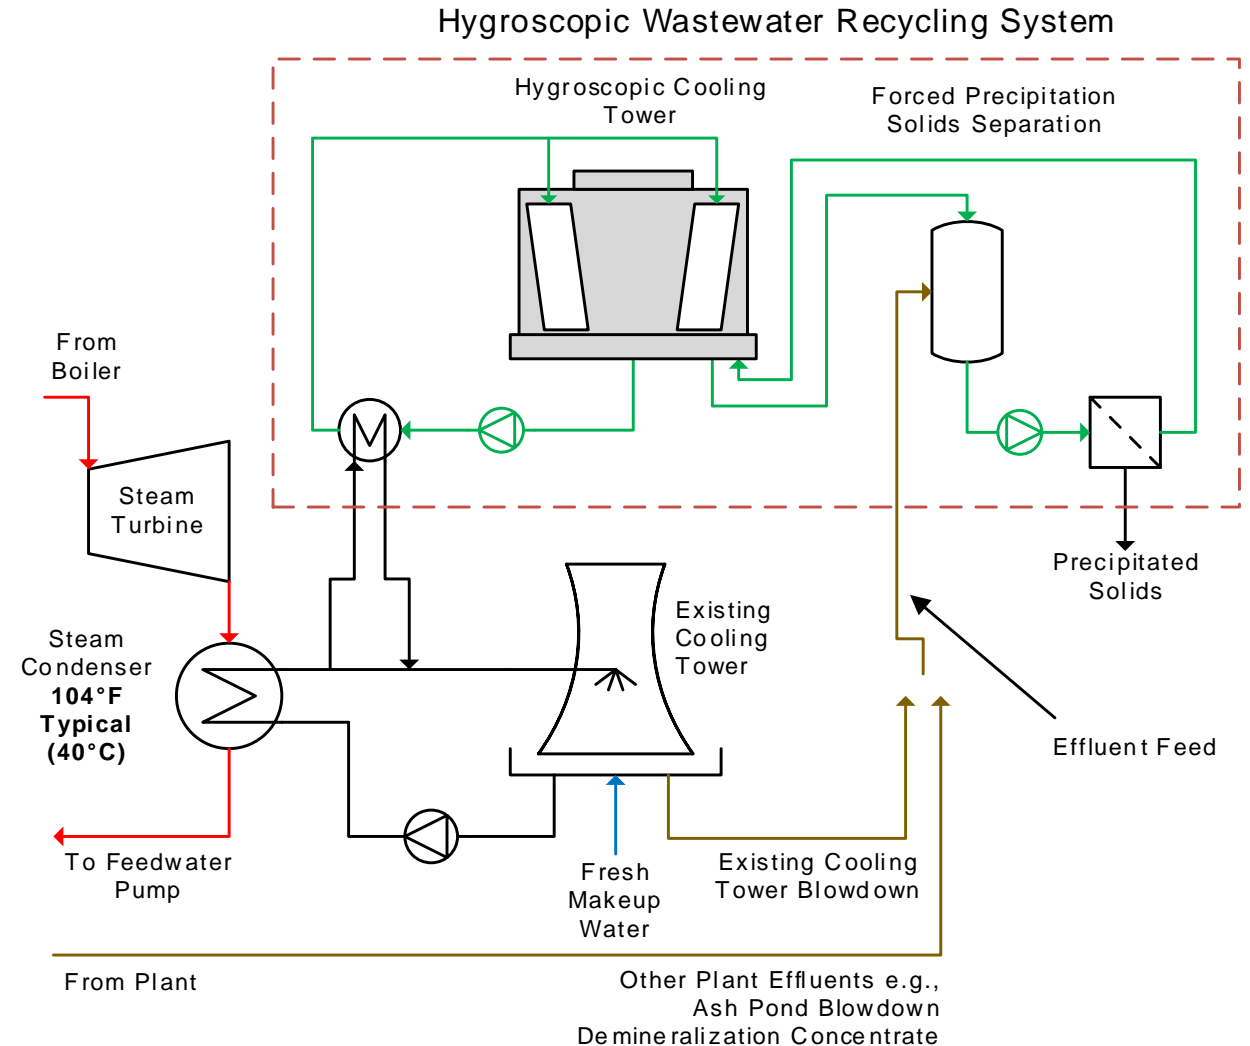 Hygroscopic Wastewater Recycling System
Hygroscopic Cooling
Tower
Forced Precipitation
Solids Separation
From
Boiler
Steam
Turbine
Precipitated
Solids
Steam
Condenser
104°F
Typical
(40°C)
Existing
Cooling
Tower
Effluent Feed
To Feedwater
Pump
Fresh
Makeup
Water
Existing Cooling
Tower Blowdown
From Plant
Other Plant Effluents e.g.,
Ash Pond Blowdown
Demineralization Concentrate